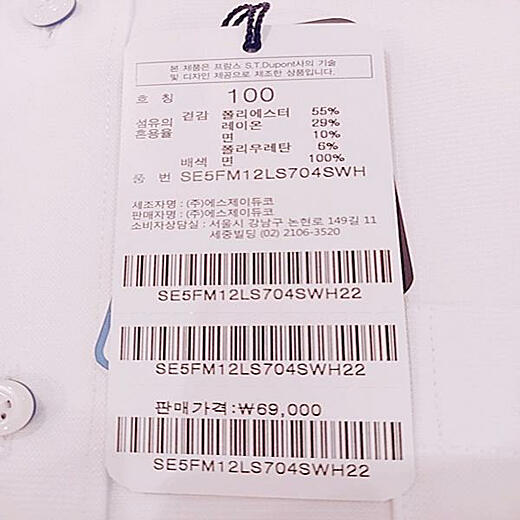 본 제품은 프랑스 S.T.Dupont사의 기술
및 디자인 제공으로 제조한 상품입니다.
호 칭 100
섬유의 혼용율 겉감 폴리에스터 55%
레이온 29%
면 10%
폴리우레탄 6%
배색 면 100%
품 번 SE5FM12LS704SWH
제조자명 : (주)에스제이듀코
판매자명 : (주)에스제이듀코
소비자상담실 : 서울시 강남구 논현로 149길 11
세중빌딩 (02) 2106-3520
SE5FM12LS704SWH22
SE5FM12LS704SWH22
판매가격:₩69,000
SE5FM12LS704SWH22